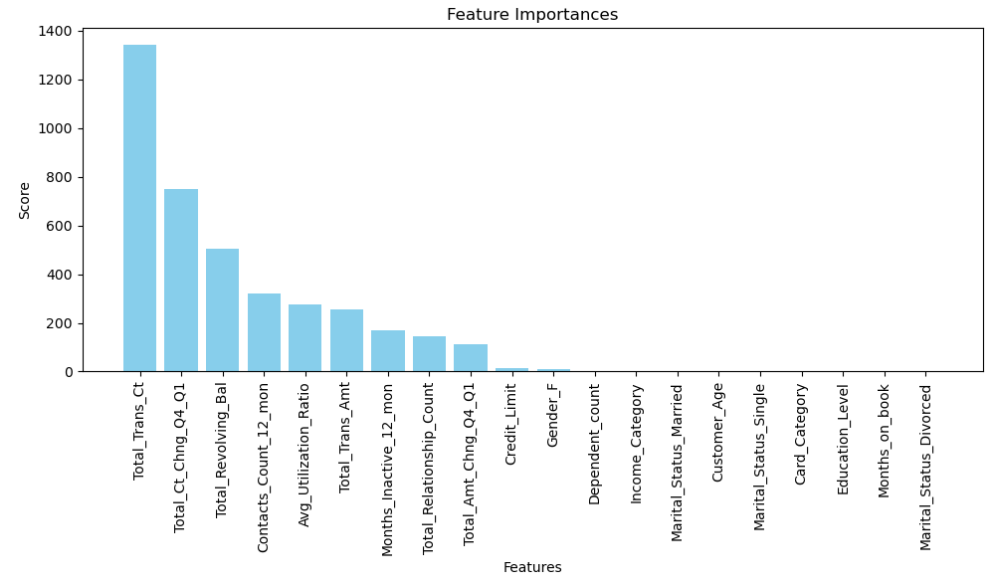 Feature Importances
Score
1400
1200
1000
800
600
400
200
0
Total_Trans_Ct
Total_Ct_Chng_Q4_Q1
Total_Revolving_Bal
Contacts_Count_12_mon
Avg_Utilization_Ratio
Total_Trans_Amt
Months_Inactive_12_mon
Total_Relationship_Count
Total_Amt_Chng_Q4_Q1
Credit_Limit
Gender_F
Dependent_count
Income_Category
Marital_Status_Married
Customer_Age
Marital_Status_Single
Card_Category
Education_Level
Months_on_book
Marital_Status_Divorced
Features